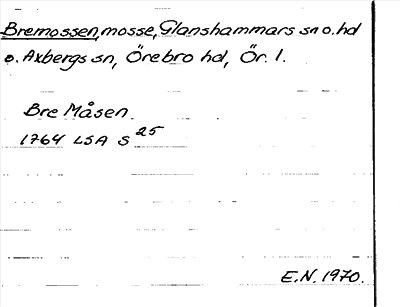 Bremossen, mosse, Glanshammars sn o. hd
o. Axbergs sn, Örebro hd, Ör. l.
Bre Måsen
1764 LSA S 25
E.N. 1970.